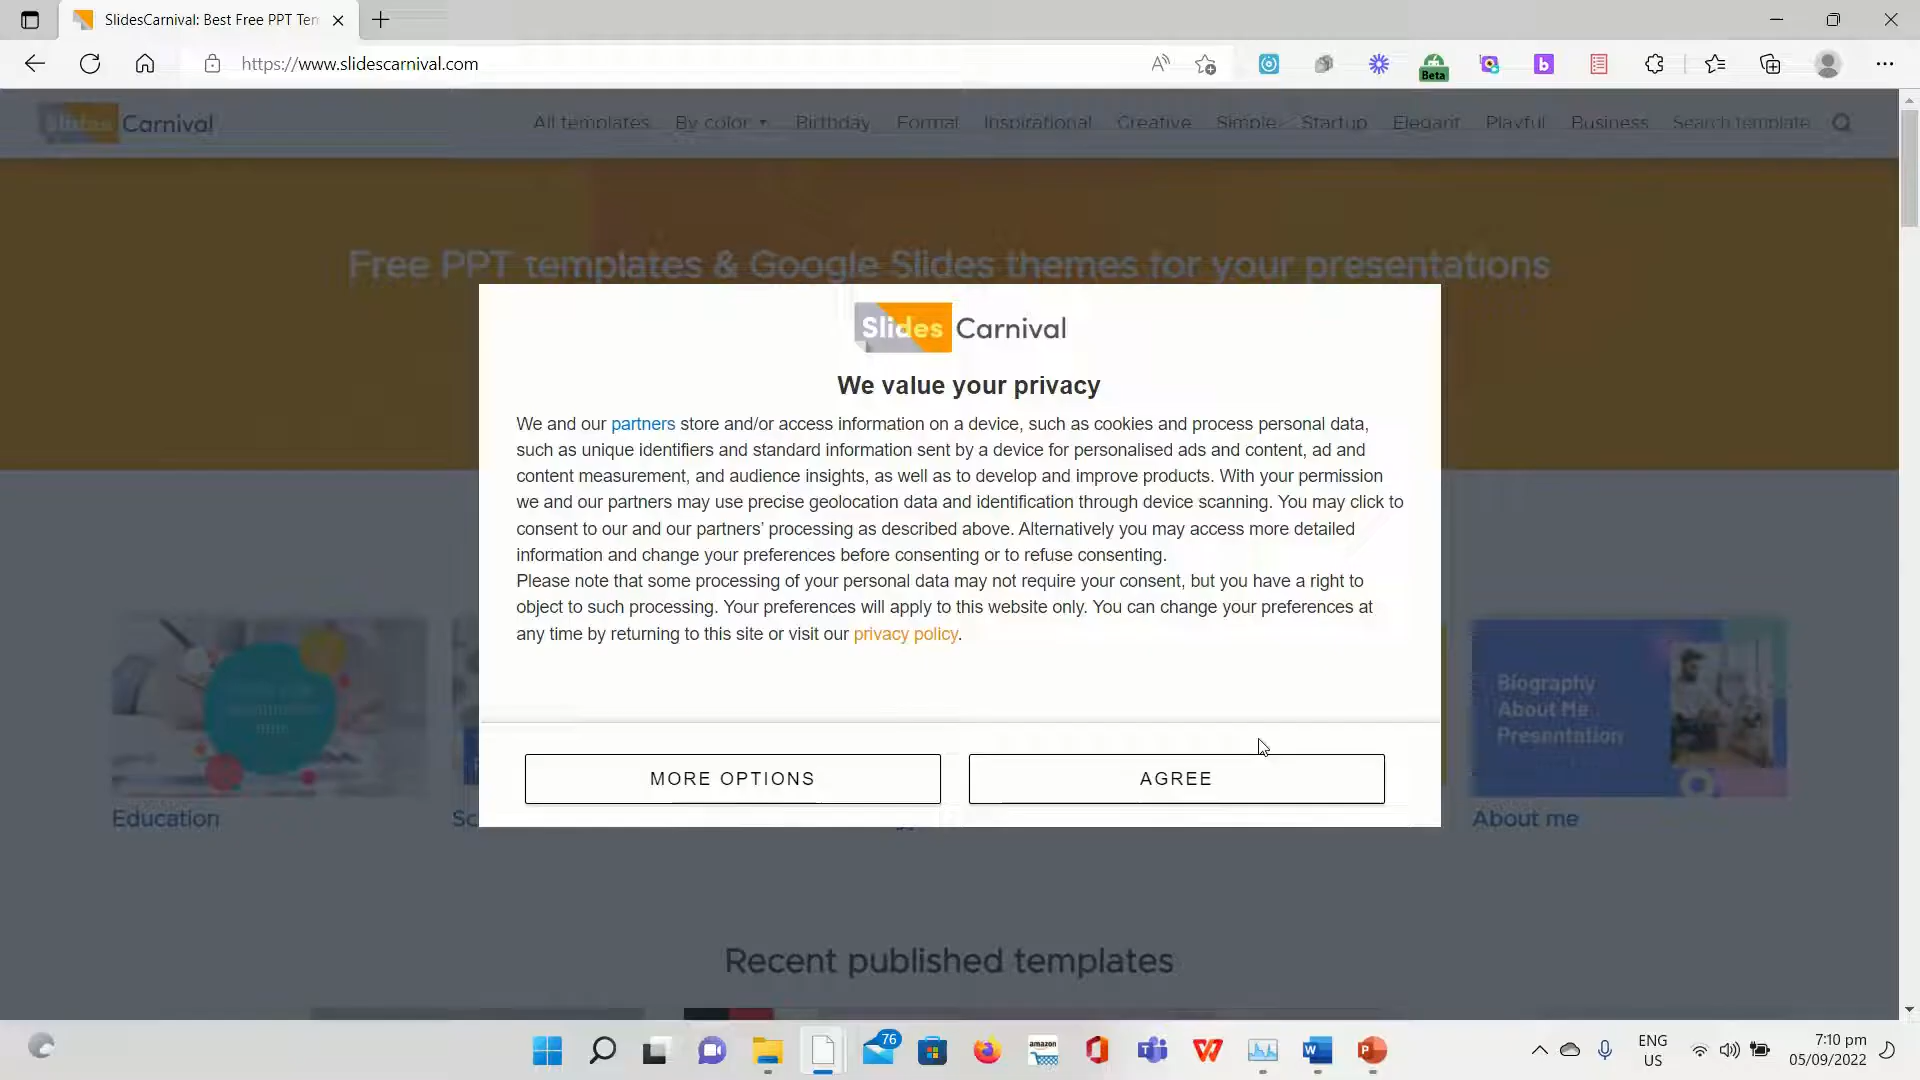 SlidesCarnival: Best Free PPT Tem
https://www.slidescarnival.com
Beta
b
Slides Carnival
All templates By color Birthday Formal Inspirational Creative Simple Startup Elegant Playful Business Search template
Free PPT templates & Google Slides themes for your presentations
Slides Carnival
We value your privacy
We and our partners store and/or access information on a device, such as cookies and process personal data,
such as unique identifiers and standard information sent by a device for personalised ads and content, ad and
content measurement, and audience insights, as well as to develop and improve products. With your permission
we and our partners may use precise geolocation data and identification through device scanning. You may click to
consent to our and our partners’ processing as described above. Alternatively you may access more detailed
information and change your preferences before consenting or to refuse consenting.
Please note that some processing of your personal data may not require your consent, but you have a right to
object to such processing. Your preferences will apply to this website only. You can change your preferences at
any time by returning to this site or visit our privacy policy.
MORE OPTIONS
AGREE
Biography
About Me
Presentation
Education
Sc
About me
Recent published templates
76
amazon
ENG
US
7:10 pm
05/09/2022